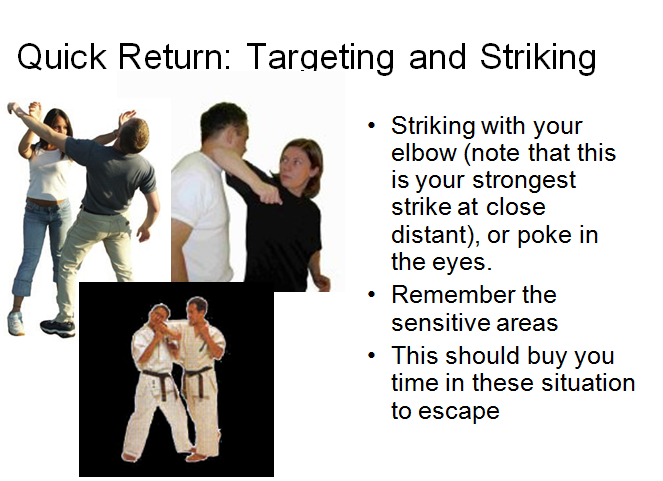 Quick Return: Targeting and Striking
• Striking with your
elbow (note that this
is your strongest
strike at close
distant), or poke in
the eyes.
• Remember the
sensitive areas
• This should buy you
time in these situation
to escape